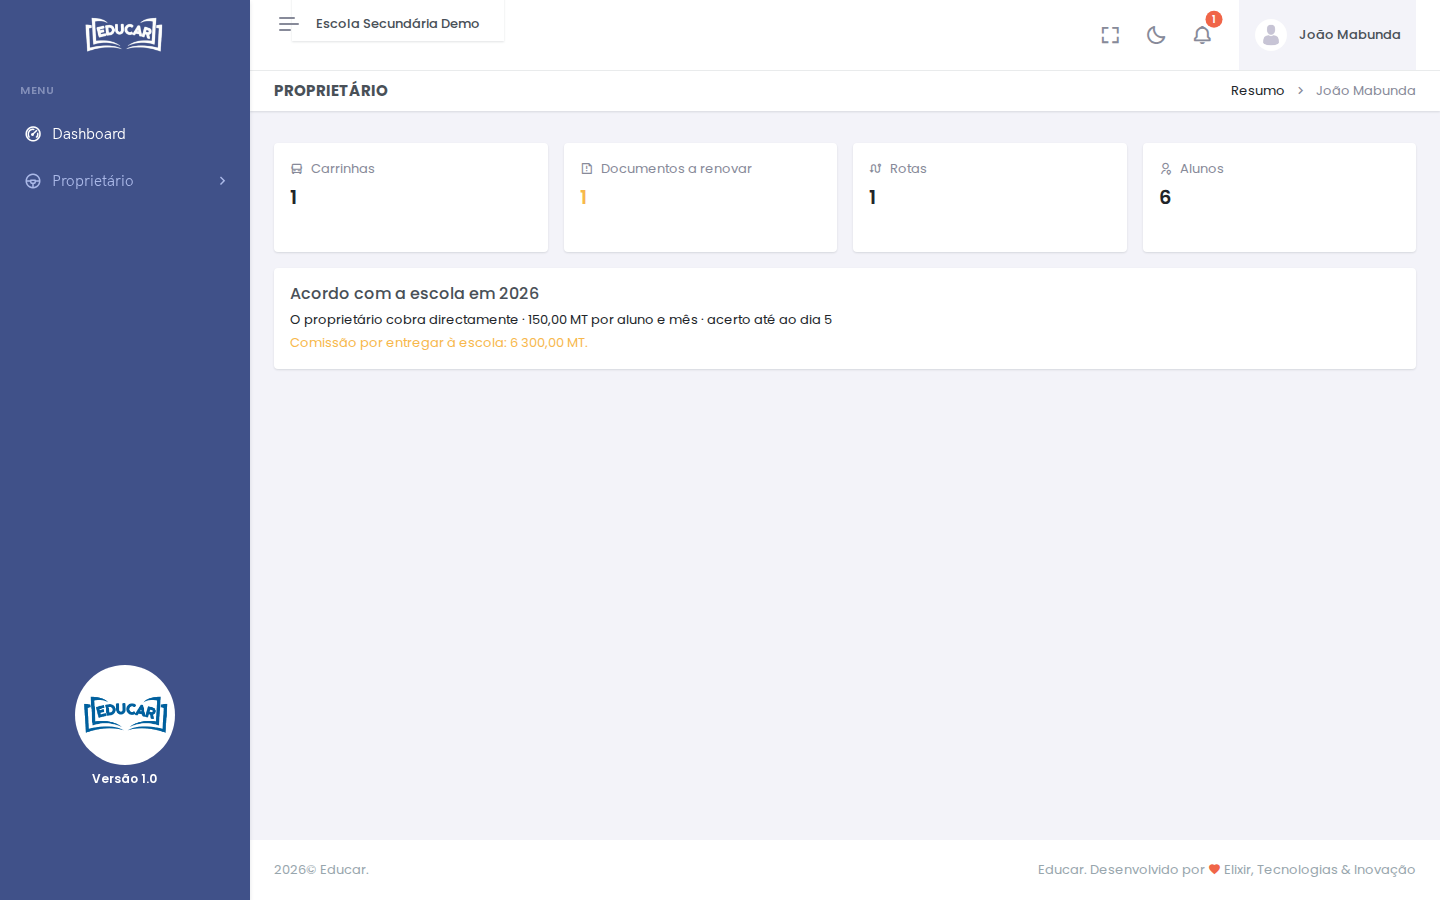 EDUCAR
Escola Secundária Demo
1
João Mabunda
MENU
Dashboard
Proprietário
PROPRIETÁRIO
Resumo > João Mabunda
Carrinhas
1
Documentos a renovar
1
Rotas
1
Alunos
6
Acordo com a escola em 2026
O proprietário cobra directamente · 150,00 MT por aluno e mês · acerto até ao dia 5
Comissão por entregar à escola: 6 300,00 MT.
EDUCAR
Versão 1.0
2026© Educar.
Educar. Desenvolvido por ❤ Elixir, Tecnologias & Inovação